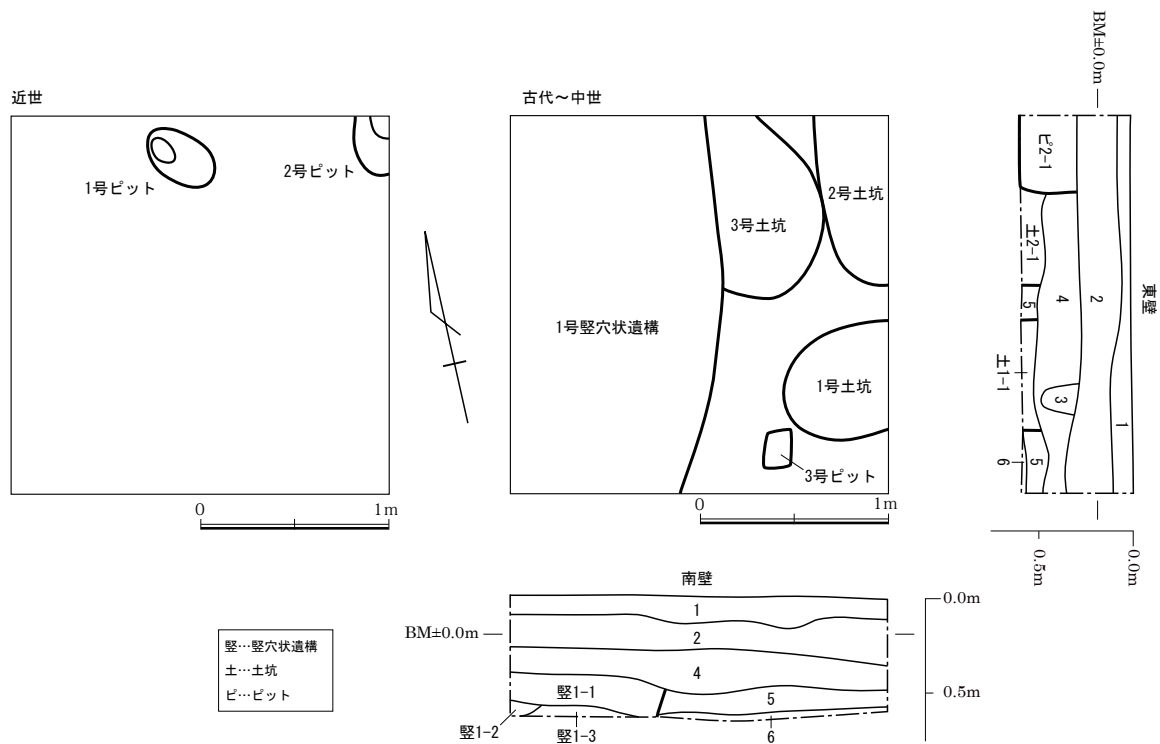 近世
1号ピット
2号ピット
0 1m
古代～中世
2号土坑
3号土坑
1号竪穴状遺構
1号土坑
3号ピット
0 1m
BM±0.0m
東壁
ピ2-1
土2-1
5
4
2
土1-1
3
1
6
5
0.5m
0.0m
南壁
BM±0.0m
0.0m
1
2
4
竪1-1
5
0.5m
竪1-2
竪1-3
6
竪…竪穴状遺構
土…土坑
ピ…ピット